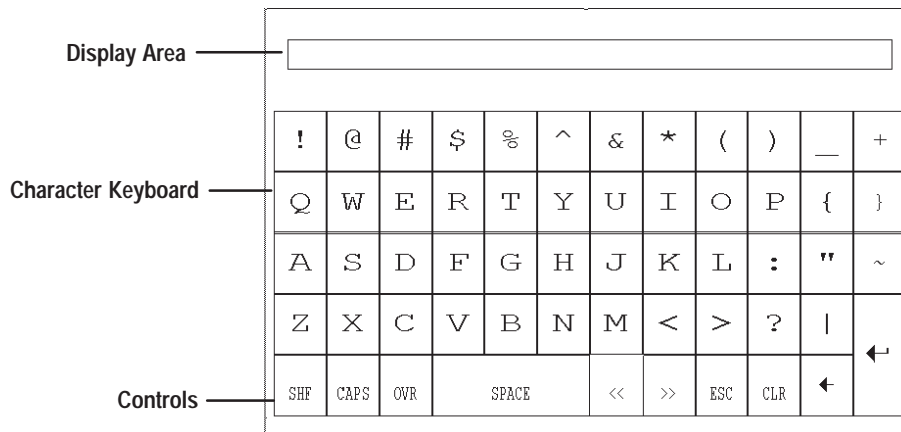 Display Area
! @ # $ % ^ & * ( ) _ +
Character Keyboard
Q W E R T Y U I O P { }
A S D F G H J K L : " ~
Z X C V B N M < > ? | 
Controls
SHF CAPS OVR SPACE << >> ESC CLR ← ↵